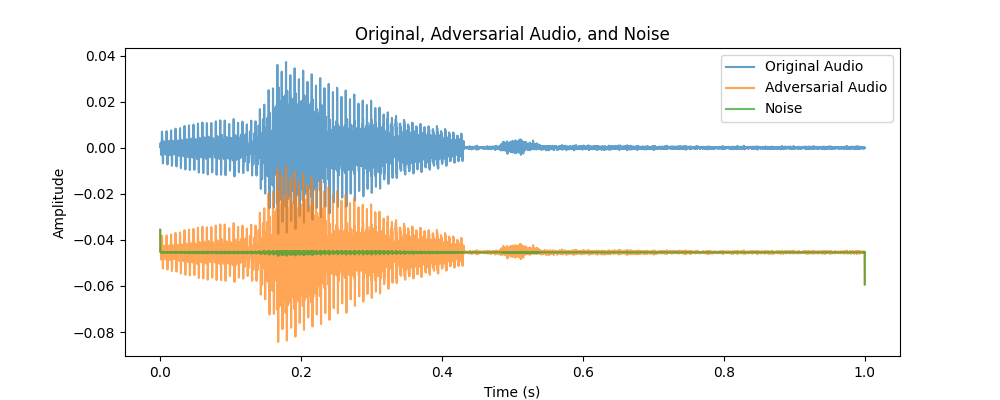 Original, Adversarial Audio, and Noise
Original Audio
Adversarial Audio
Noise
Amplitude
0.04
0.02
0.00
−0.02
−0.04
−0.06
−0.08
0.0 0.2 0.4 0.6 0.8 1.0
Time (s)